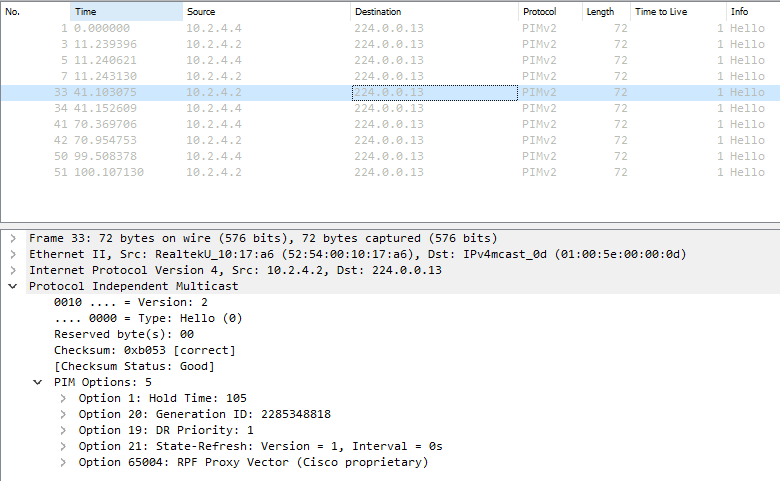 No. Time Source Destination Protocol Length Time to Live Info
1 0.000000 10.2.4.4 224.0.0.13 PIMv2 72 1 Hello
3 11.239396 10.2.4.2 224.0.0.13 PIMv2 72 1 Hello
5 11.240621 10.2.4.4 224.0.0.13 PIMv2 72 1 Hello
7 11.243130 10.2.4.2 224.0.0.13 PIMv2 72 1 Hello
33 41.103075 10.2.4.2 224.0.0.13 PIMv2 72 1 Hello
34 41.152609 10.2.4.4 224.0.0.13 PIMv2 72 1 Hello
41 70.369706 10.2.4.4 224.0.0.13 PIMv2 72 1 Hello
42 70.954753 10.2.4.2 224.0.0.13 PIMv2 72 1 Hello
50 99.508378 10.2.4.4 224.0.0.13 PIMv2 72 1 Hello
51 100.107130 10.2.4.2 224.0.0.13 PIMv2 72 1 Hello
Frame 33: 72 bytes on wire (576 bits), 72 bytes captured (576 bits)
Ethernet II, Src: RealtekU_10:17:a6 (52:54:00:10:17:a6), Dst: IPv4mcast_0d (01:00:5e:00:00:0d)
Internet Protocol Version 4, Src: 10.2.4.2, Dst: 224.0.0.13
Protocol Independent Multicast
0010 .... = Version: 2
.... 0000 = Type: Hello (0)
Reserved byte(s): 00
Checksum: 0xb053 [correct]
[Checksum Status: Good]
PIM Options: 5
Option 1: Hold Time: 105
Option 20: Generation ID: 2285348818
Option 19: DR Priority: 1
Option 21: State-Refresh: Version = 1, Interval = 0s
Option 65004: RPF Proxy Vector (Cisco proprietary)